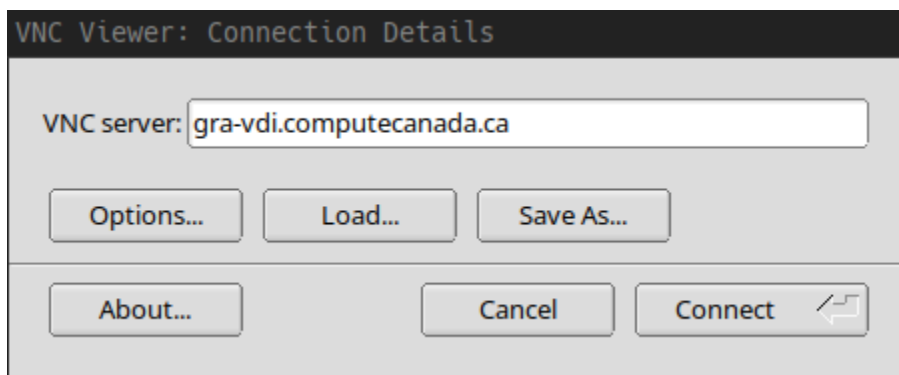 VNC Viewer: Connection Details
VNC server: gra-vdi.computecanada.ca
Options... Load... Save As...
About... Cancel Connect